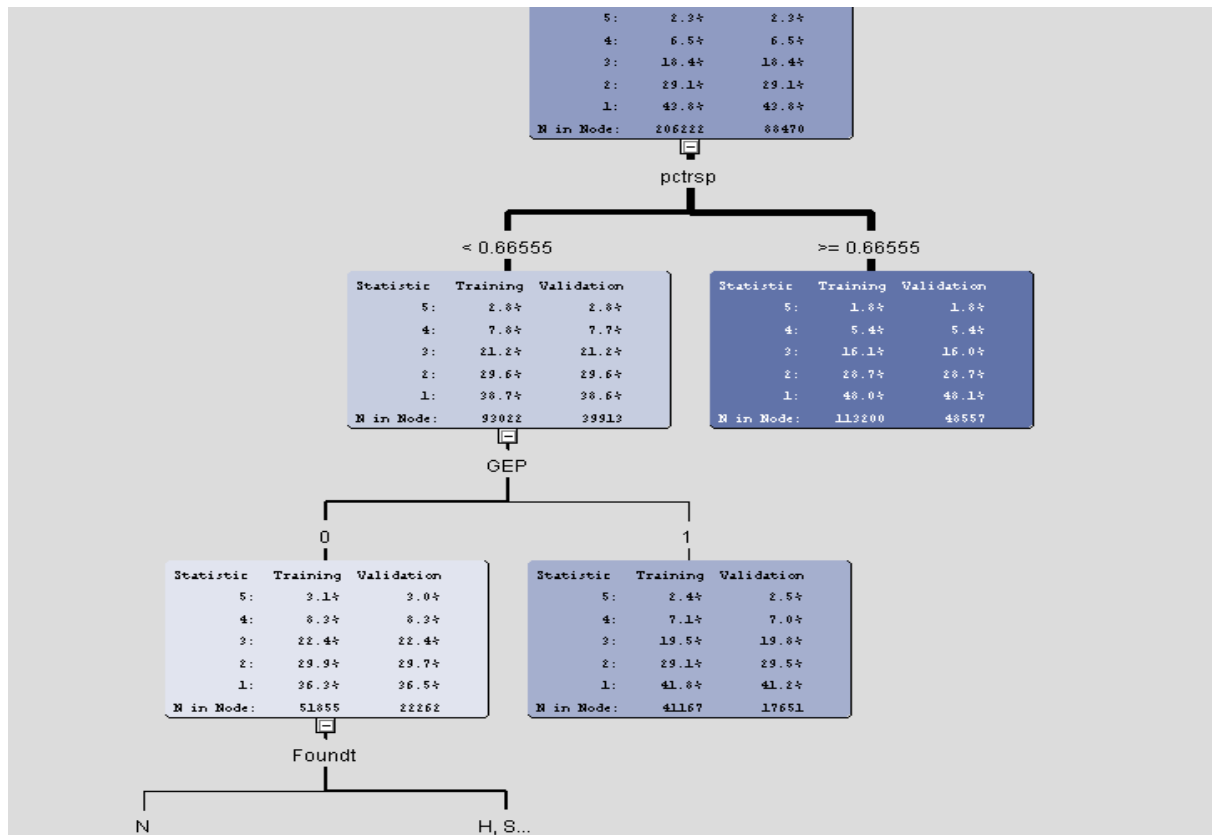 5: 2.3% 2.3%
4: 6.5% 6.5%
3: 18.4% 18.4%
2: 29.1% 29.1%
1: 43.8% 43.8%
N in Node: 206222 88470
pctrsp
< 0.66555 >= 0.66555
Statistic Training Validation Statistic Training Validation
5: 2.8% 2.8% 5: 1.8% 1.8%
4: 7.8% 7.7% 4: 5.4% 5.4%
3: 21.2% 21.2% 3: 16.1% 16.0%
2: 29.6% 29.6% 2: 28.7% 28.7%
1: 38.7% 38.6% 1: 48.0% 48.1%
N in Node: 93022 39913 N in Node: 113200 48557
GEP
0 1
Statistic Training Validation Statistic Training Validation
5: 3.1% 3.0% 5: 2.4% 2.5%
4: 8.3% 8.3% 4: 7.1% 7.0%
3: 22.4% 22.4% 3: 19.5% 19.8%
2: 29.9% 29.7% 2: 29.1% 29.5%
1: 36.3% 36.5% 1: 41.8% 41.2%
N in Node: 51855 22262 N in Node: 41167 17651
Foundt
N H, S...